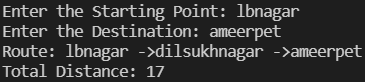 Enter the Starting Point: lbnagar
Enter the Destination: ameerpet
Route: lbnagar ->dilsukhnagar ->ameerpet
Total Distance: 17